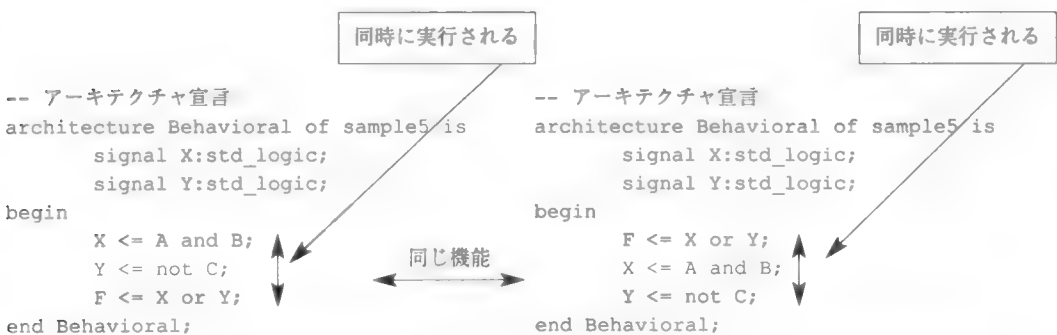 同時に実行される
-- アーキテクチャ宣言
architecture Behavioral of sample5 is
signal X:std_logic;
signal Y:std_logic;
begin
X <= A and B;
Y <= not C;
F <= X or Y;
end Behavioral;
同じ機能
同時に実行される
-- アーキテクチャ宣言
architecture Behavioral of sample5 is
signal X:std_logic;
signal Y:std_logic;
begin
F <= X or Y;
X <= A and B;
Y <= not C;
end Behavioral;